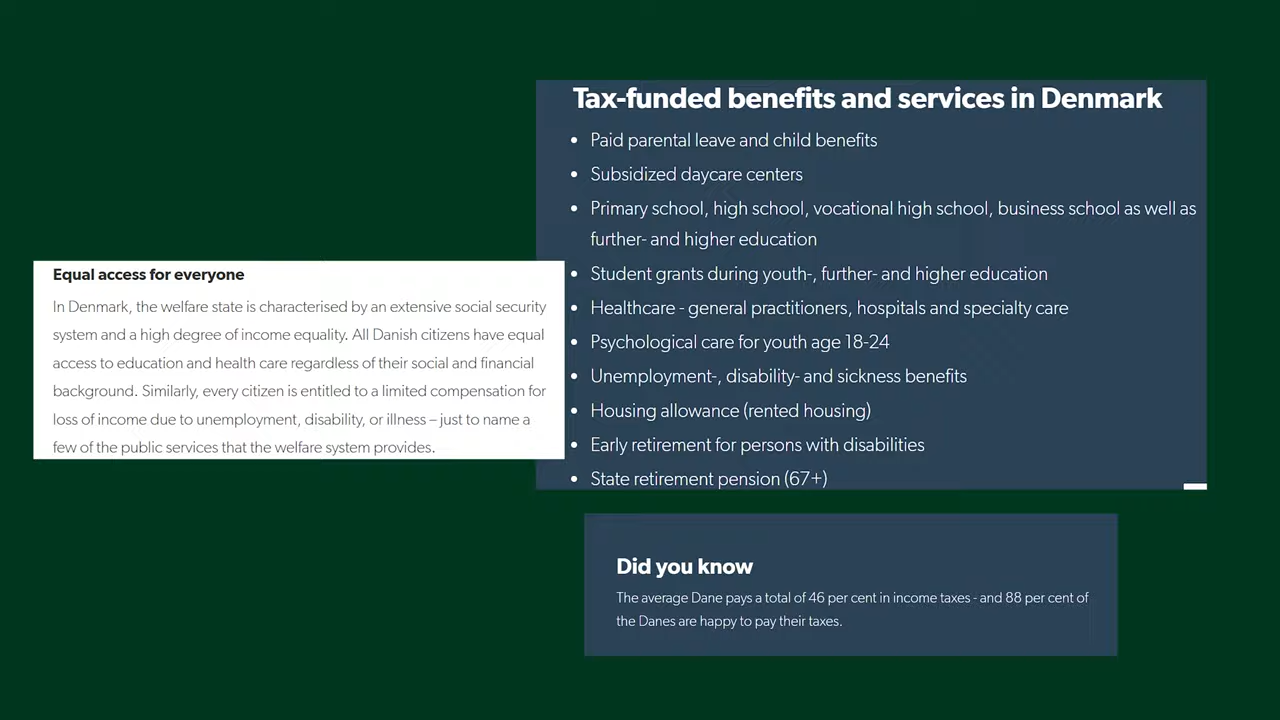 Tax-funded benefits and services in Denmark
• Paid parental leave and child benefits
• Subsidized daycare centers
• Primary school, high school, vocational high school, business school as well as
further- and higher education
• Student grants during youth-, further- and higher education
• Healthcare - general practitioners, hospitals and specialty care
• Psychological care for youth age 18-24
• Unemployment-, disability- and sickness benefits
• Housing allowance (rented housing)
• Early retirement for persons with disabilities
• State retirement pension (67+)
Equal access for everyone
In Denmark, the welfare state is characterised by an extensive social security
system and a high degree of income equality. All Danish citizens have equal
access to education and health care regardless of their social and financial
background. Similarly, every citizen is entitled to a limited compensation for
loss of income due to unemployment, disability, or illness – just to name a
few of the public services that the welfare system provides.
Did you know
The average Dane pays a total of 46 per cent in income taxes - and 88 per cent of
the Danes are happy to pay their taxes.